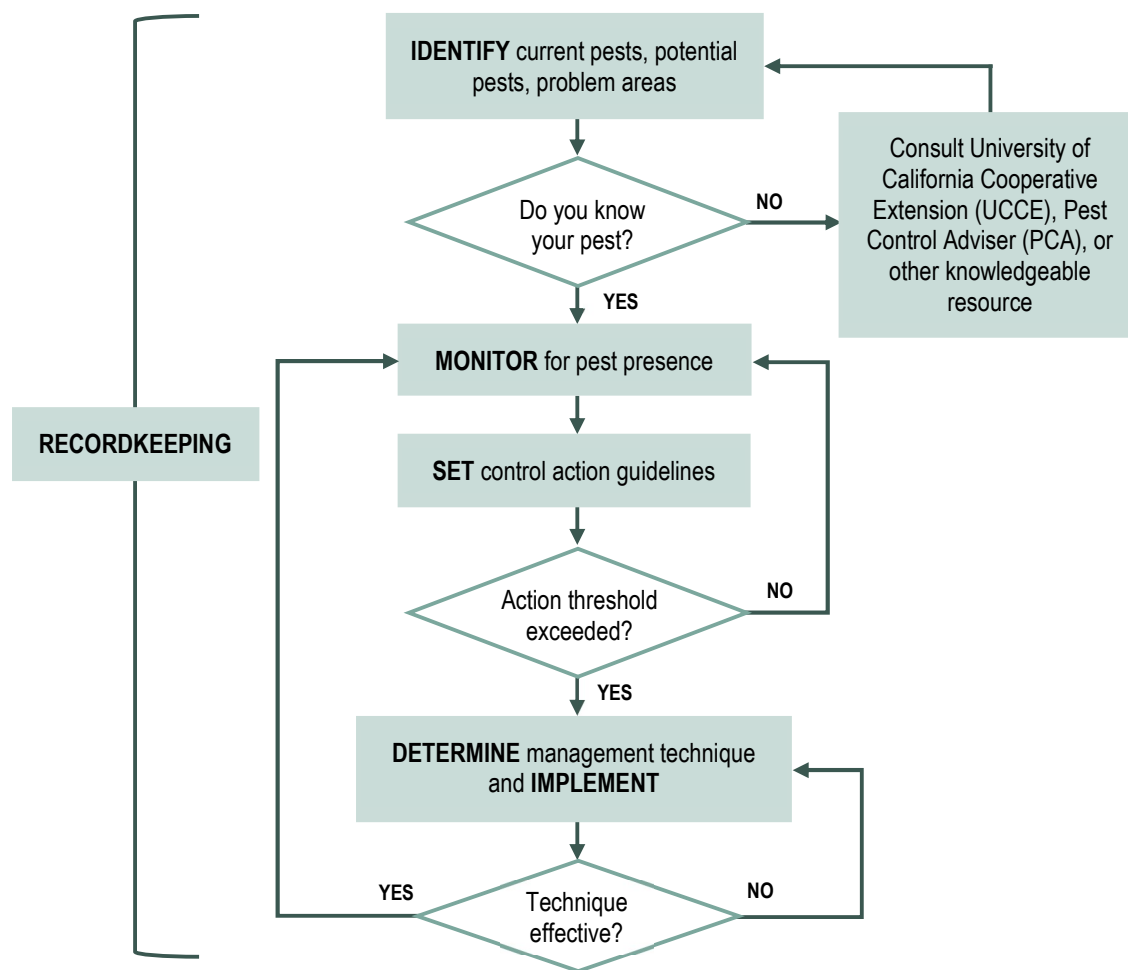 IDENTIFY current pests, potential
pests, problem areas
Consult University of
California Cooperative
Extension (UCCE), Pest
Control Adviser (PCA), or
other knowledgeable
resource
Do you know
your pest?
NO
YES
MONITOR for pest presence
RECORDKEEPING
SET control action guidelines
Action threshold
exceeded?
NO
YES
DETERMINE management technique
and IMPLEMENT
YES
Technique
effective?
NO